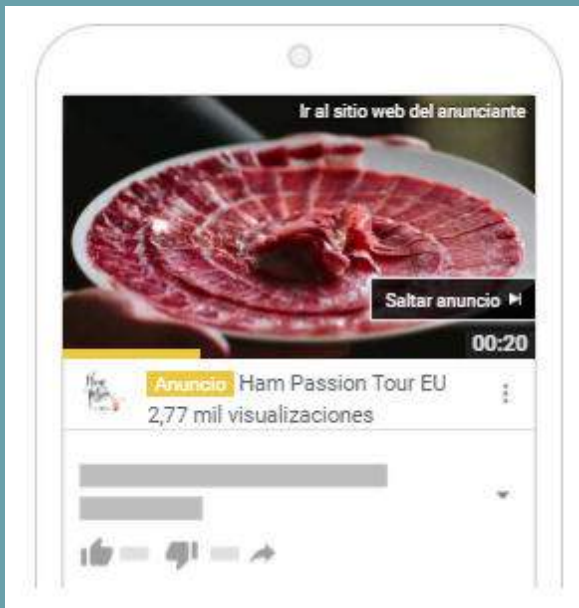 Ir al sitio web del anunciante
Saltar anuncio
00:20
Anuncio Ham Passion Tour EU
2,77 mil visualizaciones